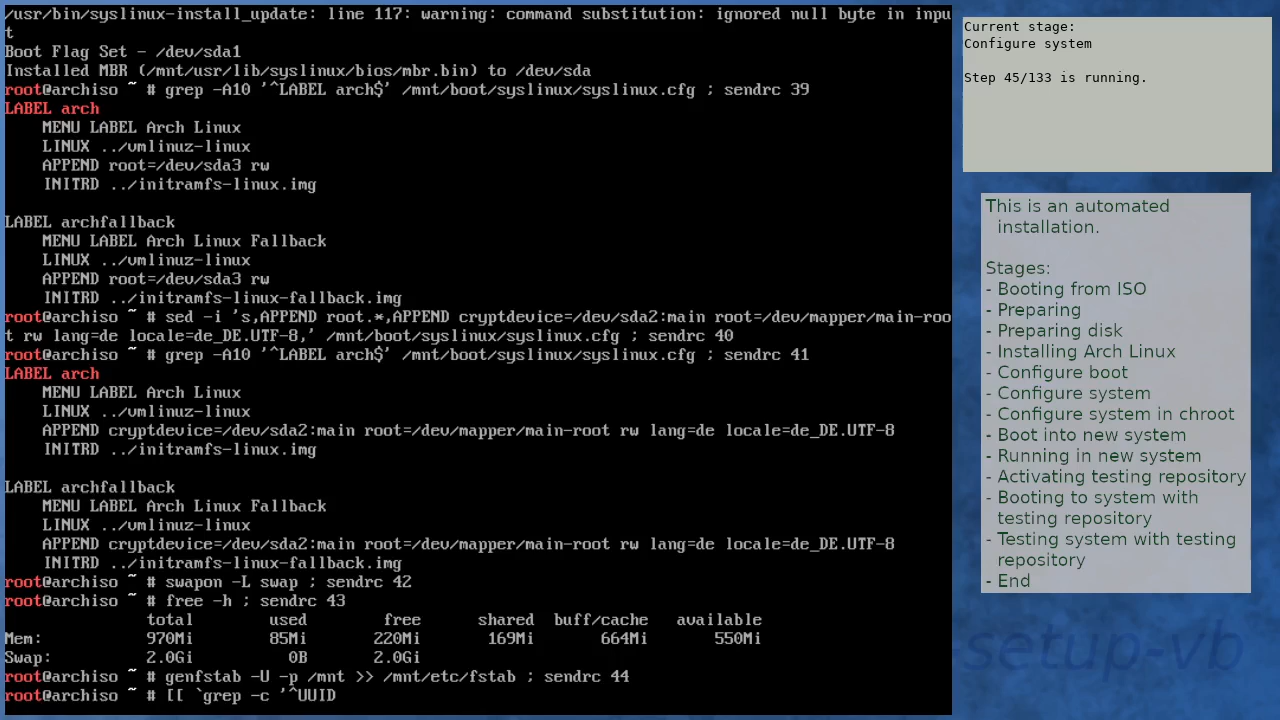 /usr/bin/syslinux-install_update: line 117: warning: command substitution: ignored null byte in inpu
t
Boot Flag Set - /dev/sda1
Installed MBR (/mnt/usr/lib/syslinux/bios/mbr.bin) to /dev/sda
root@archiso ~ # grep -A10 '^LABEL arch$' /mnt/boot/syslinux/syslinux.cfg ; sendrc 39
LABEL arch
    MENU LABEL Arch Linux
    LINUX ../vmlinuz-linux
    APPEND root=/dev/sda3 rw
    INITRD ../initramfs-linux.img

LABEL archfallback
    MENU LABEL Arch Linux Fallback
    LINUX ../vmlinuz-linux
    APPEND root=/dev/sda3 rw
    INITRD ../initramfs-linux-fallback.img
root@archiso ~ # sed -i 's,APPEND root.*,APPEND cryptdevice=/dev/sda2:main root=/dev/mapper/main-roo
t rw lang=de locale=de_DE.UTF-8,' /mnt/boot/syslinux/syslinux.cfg ; sendrc 40
root@archiso ~ # grep -A10 '^LABEL arch$' /mnt/boot/syslinux/syslinux.cfg ; sendrc 41
LABEL arch
    MENU LABEL Arch Linux
    LINUX ../vmlinuz-linux
    APPEND cryptdevice=/dev/sda2:main root=/dev/mapper/main-root rw lang=de locale=de_DE.UTF-8
    INITRD ../initramfs-linux.img

LABEL archfallback
    MENU LABEL Arch Linux Fallback
    LINUX ../vmlinuz-linux
    APPEND cryptdevice=/dev/sda2:main root=/dev/mapper/main-root rw lang=de locale=de_DE.UTF-8
    INITRD ../initramfs-linux-fallback.img
root@archiso ~ # swapon -L swap ; sendrc 42
root@archiso ~ # free -h ; sendrc 43
               total        used        free      shared  buff/cache   available
Mem:           970Mi        85Mi       220Mi       169Mi       664Mi       550Mi
Swap:          2.0Gi          0B       2.0Gi
root@archiso ~ # genfstab -U -p /mnt >> /mnt/etc/fstab ; sendrc 44
root@archiso ~ # [[ `grep -c '^UUID
Current stage:
Configure system

Step 45/133 is running.
This is an automated
installation.

Stages:
- Booting from ISO
- Preparing
- Preparing disk
- Installing Arch Linux
- Configure boot
- Configure system
- Configure system in chroot
- Boot into new system
- Running in new system
- Activating testing repository
- Booting to system with
testing repository
- Testing system with testing
repository
- End
-setup-vb